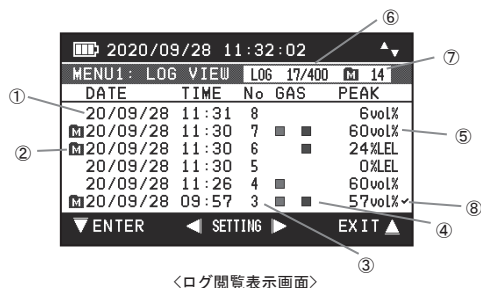 ⑥
2020/09/28 11:32:02
⑦
MENU1: LOG VIEW LOG 17/400 M 14
DATE TIME No GAS PEAK
① 20/09/28 11:31 8 6vol%
M 20/09/28 11:30 7 60vol% ⑤
② M 20/09/28 11:30 6 24%LEL
20/09/28 11:30 5 0%LEL
20/09/28 11:26 4 60vol%
M 20/09/28 09:57 3 57vol% ⑧
④
▽ENTER ◀ SETTING ▶ EXIT△
③
<ログ閲覧表示画面>